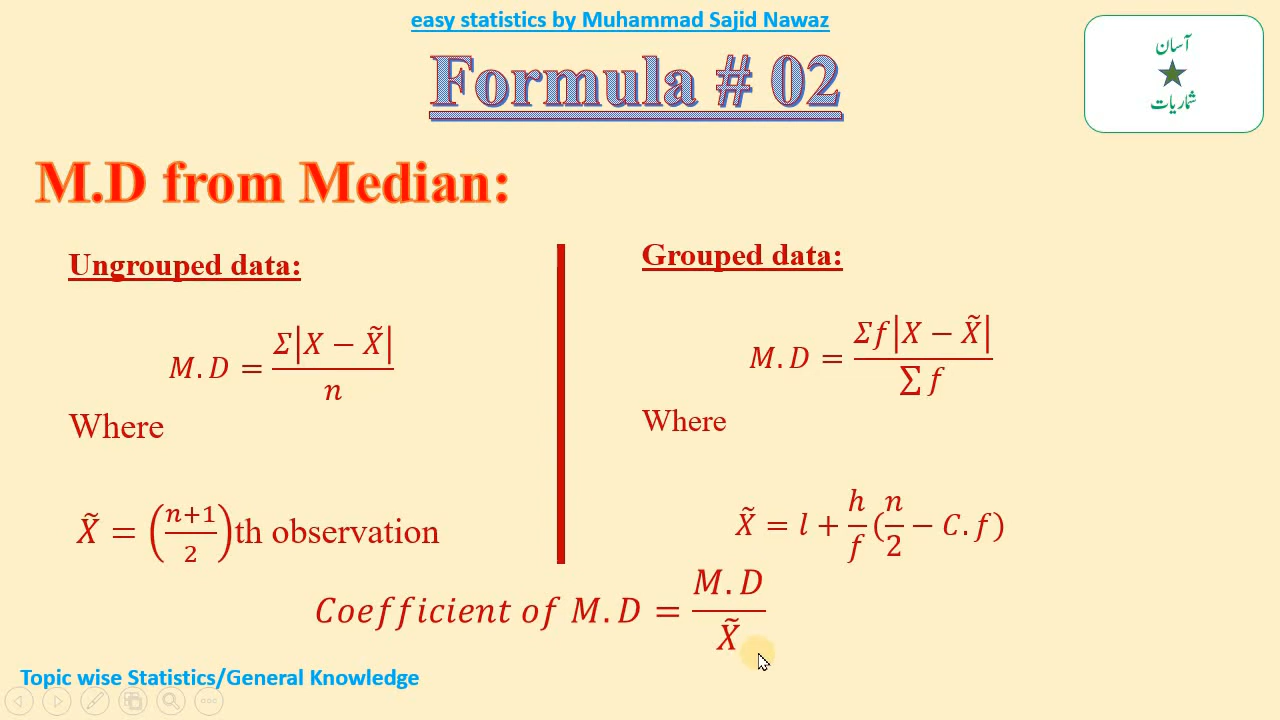 easy statistics by Muhammad Sajid Nawaz
Formula # 02
آسان
شماریات
M.D from Median:
Ungrouped data:
M.D = Σ|X − X̃| / n
Where
X̃ = ((n+1)/2)th observation
Grouped data:
M.D = Σf|X − X̃| / ∑ f
Where
X̃ = l + h/f (n/2 − C.f)
Coefficient of M.D = M.D / X̃
Topic wise Statistics/General Knowledge